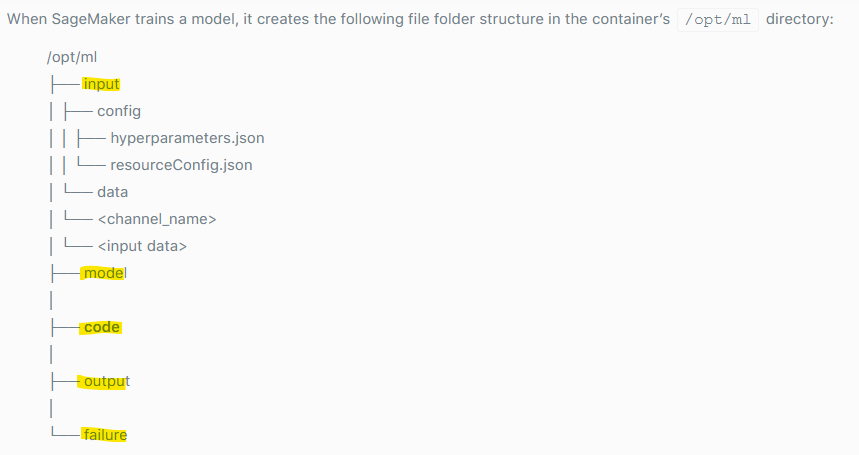 When SageMaker trains a model, it creates the following file folder structure in the container’s /opt/ml directory:
/opt/ml
├── input
│ ├── config
│ │ ├── hyperparameters.json
│ │ └── resourceConfig.json
│ └── data
│ └── <channel_name>
│ └── <input data>
├── model
│
├── code
│
├── output
│
└── failure